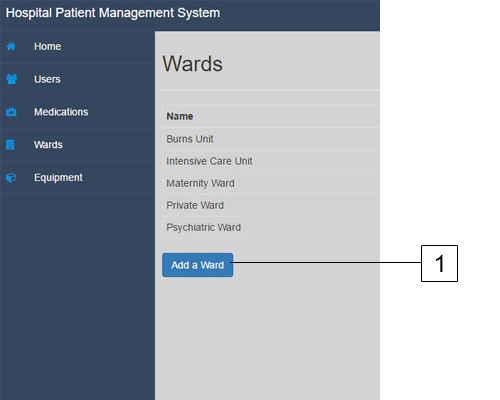 Hospital Patient Management System
Home
Users
Medications
Wards
Equipment
Wards
Name
Burns Unit
Intensive Care Unit
Maternity Ward
Private Ward
Psychiatric Ward
Add a Ward
1